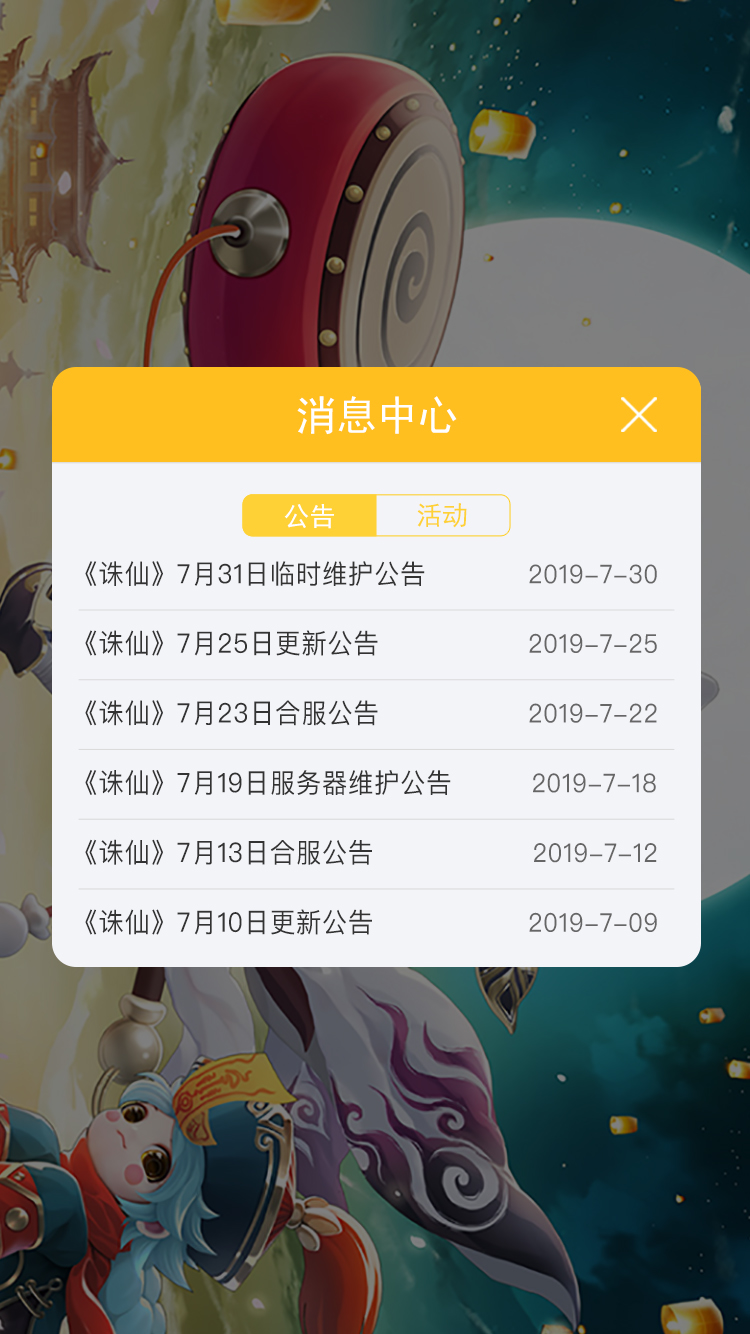 消息中心
公告 活动
《诛仙》7月31日临时维护公告 2019-7-30
《诛仙》7月25日更新公告 2019-7-25
《诛仙》7月23日合服公告 2019-7-22
《诛仙》7月19日服务器维护公告 2019-7-18
《诛仙》7月13日合服公告 2019-7-12
《诛仙》7月10日更新公告 2019-7-09